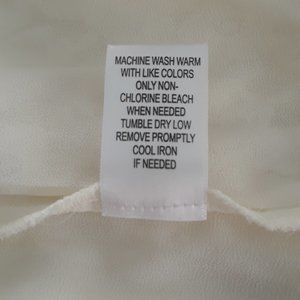 MACHINE WASH WARM
WITH LIKE COLORS
ONLY NON-
CHLORINE BLEACH
WHEN NEEDED
TUMBLE DRY LOW
REMOVE PROMPTLY
COOL IRON
IF NEEDED